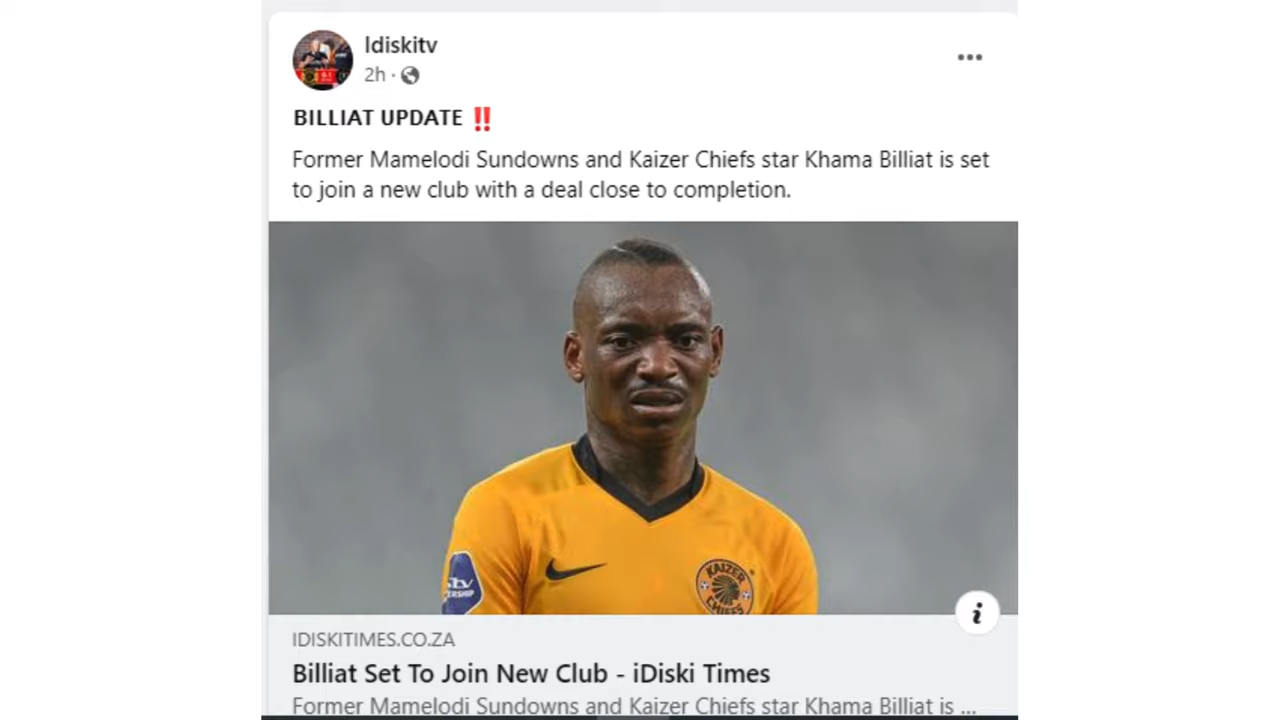 Idiskitv
2h ·
BILLIAT UPDATE ‼️
Former Mamelodi Sundowns and Kaizer Chiefs star Khama Billiat is set
to join a new club with a deal close to completion.
KAIZER
CHIEFS
IDISKITIMES.CO.ZA
Billiat Set To Join New Club - iDiski Times
Former Mamelodi Sundowns and Kaizer Chiefs star Khama Billiat is ...